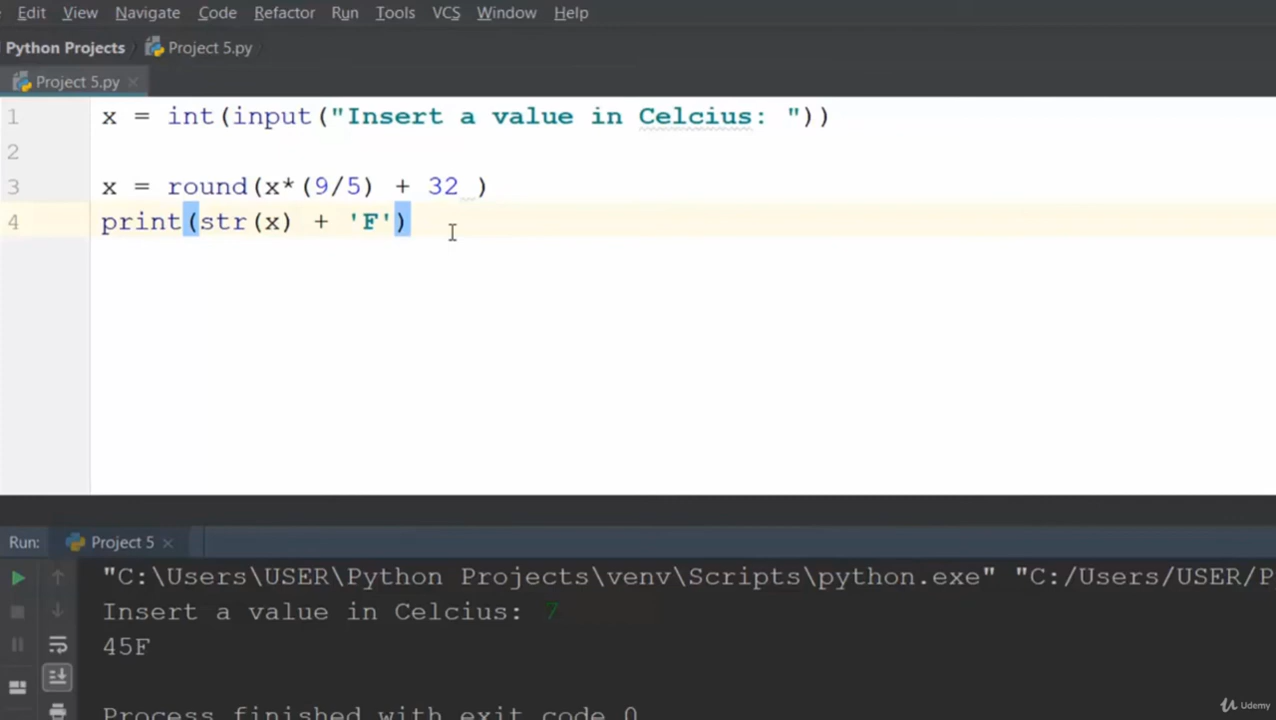 Edit View Navigate Code Refactor Run Tools VCS Window Help
Python Projects Project 5.py
Project 5.py
1 x = int(input("Insert a value in Celcius: "))
2
3 x = round(x*(9/5) + 32 )
4 print(str(x) + 'F')
Run: Project 5
"C:\Users\USER\Python Projects\venv\Scripts\python.exe" "C:/Users/USER/P
Insert a value in Celcius: 7
45F
Process finished with exit code 0
Udemy